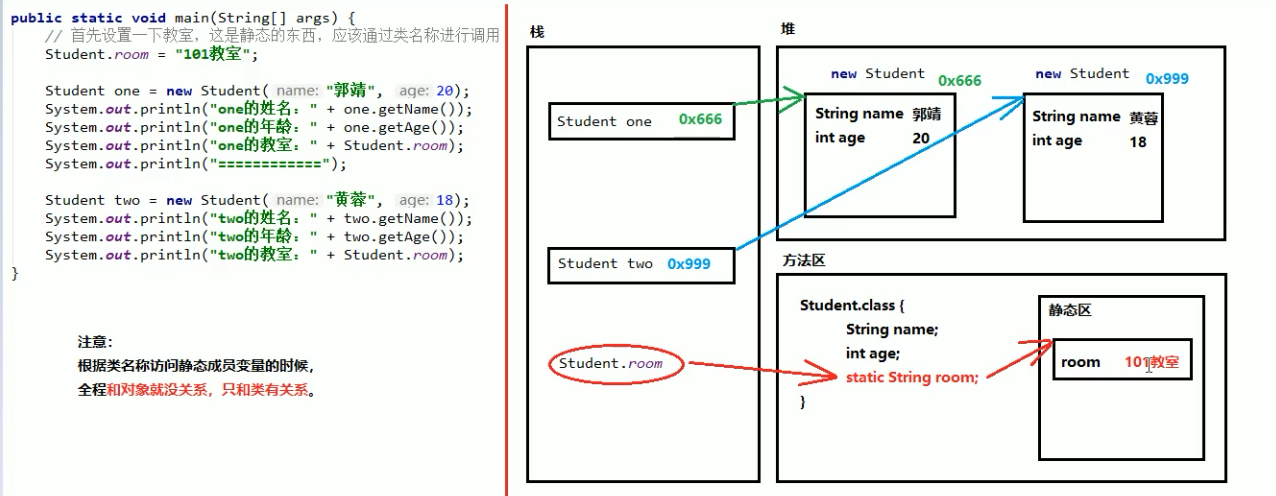 public static void main(String[] args) {
// 首先设置一下教室，这是静态的东西，应该通过类名称进行调用
Student.room = "101教室";
Student one = new Student( name: "郭靖", age: 20);
System.out.println("one的姓名：" + one.getName());
System.out.println("one的年龄：" + one.getAge());
System.out.println("one的教室：" + Student.room);
System.out.println("============");
Student two = new Student( name: "黄蓉", age: 18);
System.out.println("two的姓名：" + two.getName());
System.out.println("two的年龄：" + two.getAge());
System.out.println("two的教室：" + Student.room);
}
注意：
根据类名称访问静态成员变量的时候，
全程和对象就没关系，只和类有关系。
栈
Student one 0x666
Student two 0x999
Student.room
堆
new Student 0x666
String name 郭靖
int age 20
new Student 0x999
String name 黄蓉
int age 18
方法区
Student.class {
String name;
int age;
static String room;
}
静态区
room 101教室